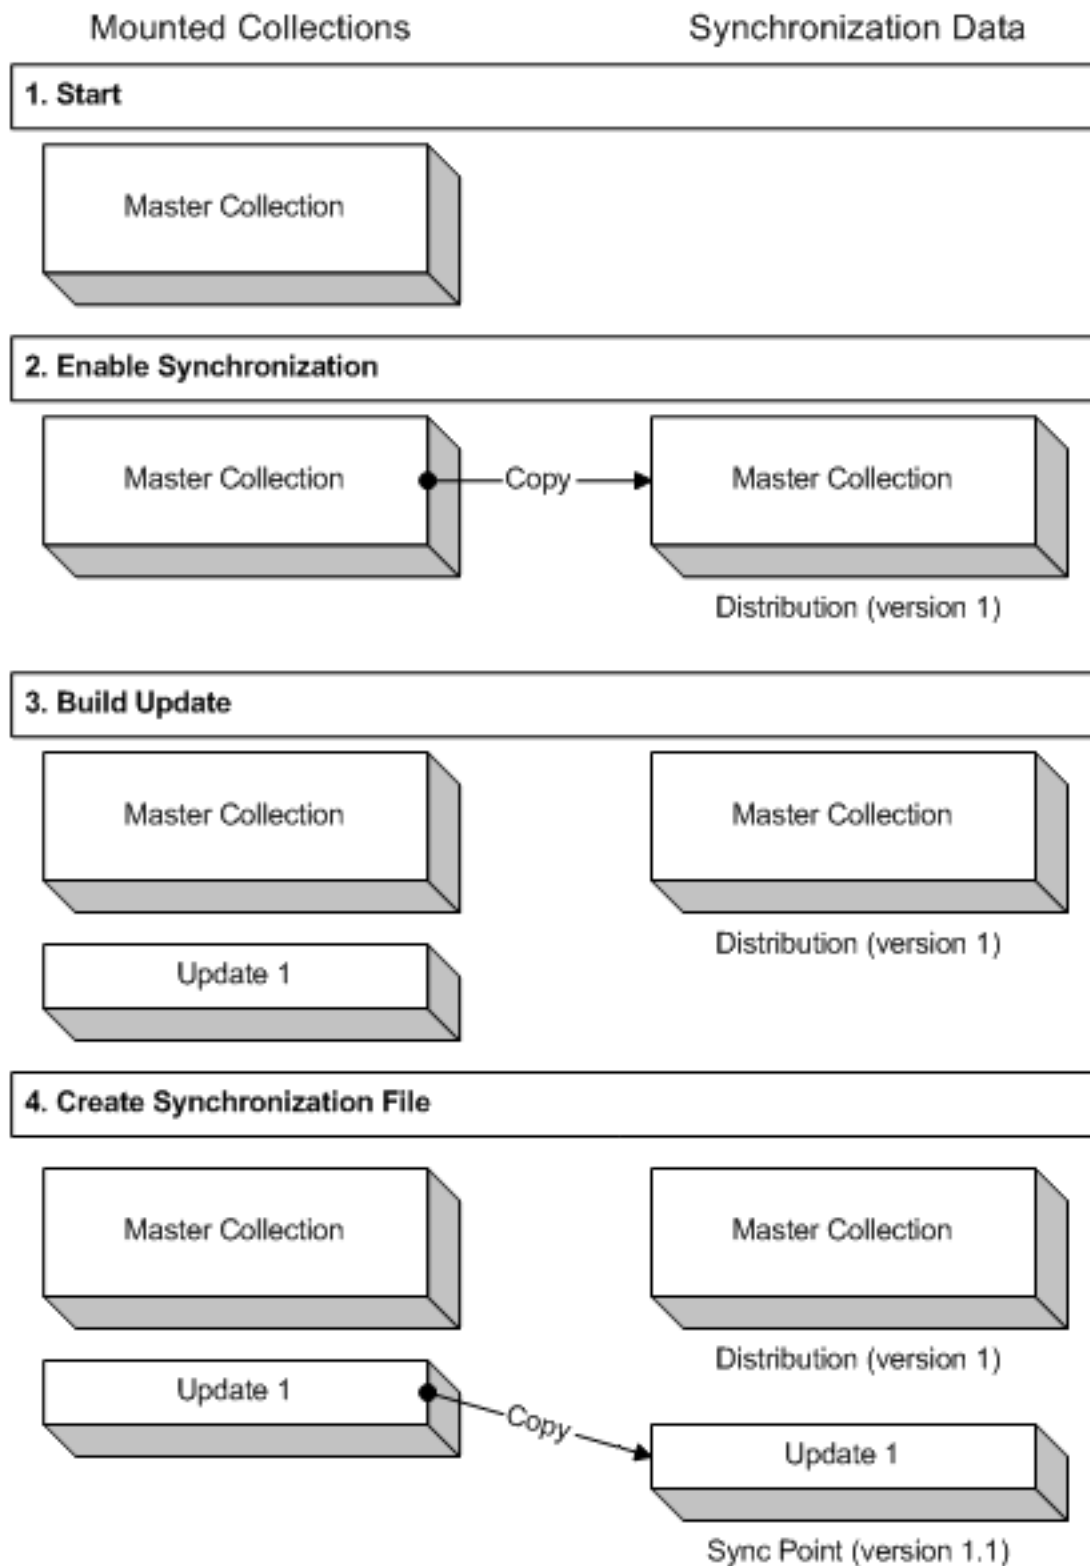 Mounted Collections Synchronization Data
1. Start
Master Collection
2. Enable Synchronization
Master Collection Copy Master Collection
Distribution (version 1)
3. Build Update
Master Collection Master Collection
Distribution (version 1)
Update 1
4. Create Synchronization File
Master Collection Master Collection
Distribution (version 1)
Update 1
Copy
Update 1
Sync Point (version 1.1)